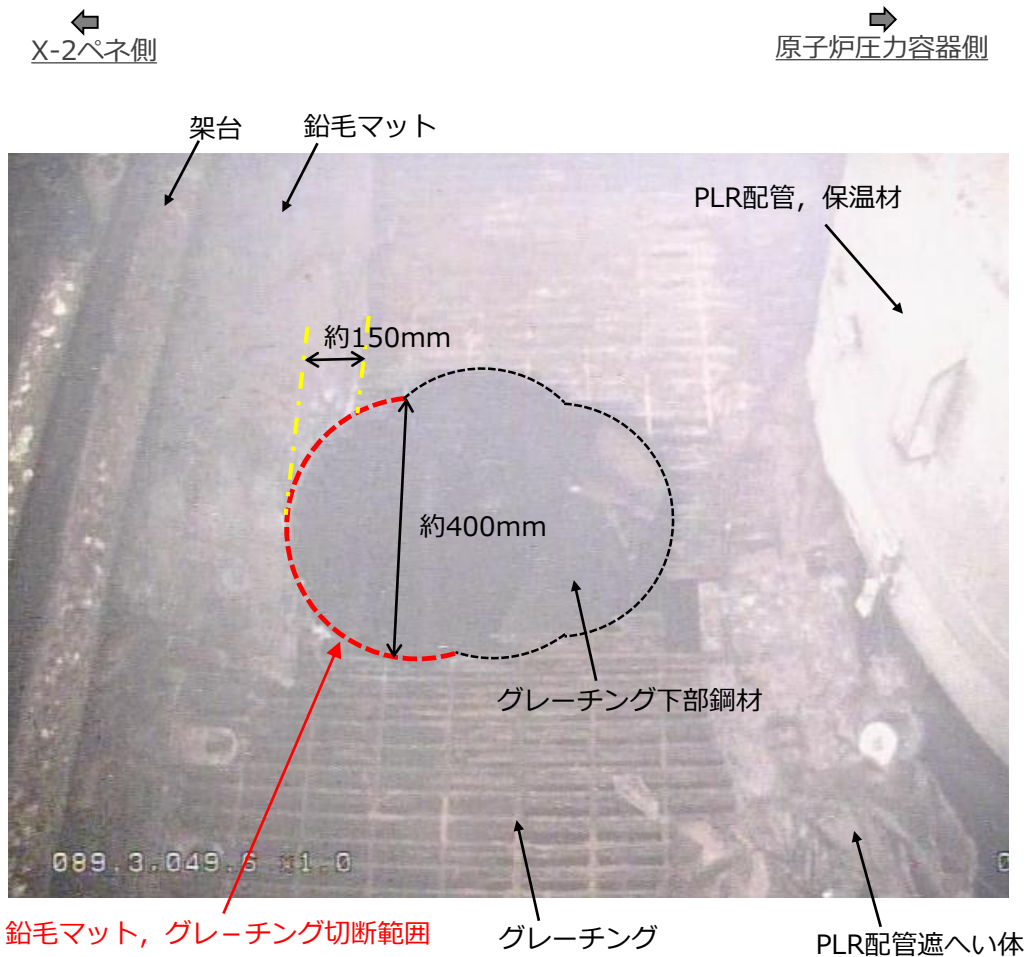 X-2ペネ側
原子炉圧力容器側
架台
鉛毛マット
PLR配管，保温材
約150mm
約400mm
グレーチング下部鋼材
089.3.049.6 x1.0
鉛毛マット，グレーチング切断範囲
グレーチング
PLR配管遮へい体